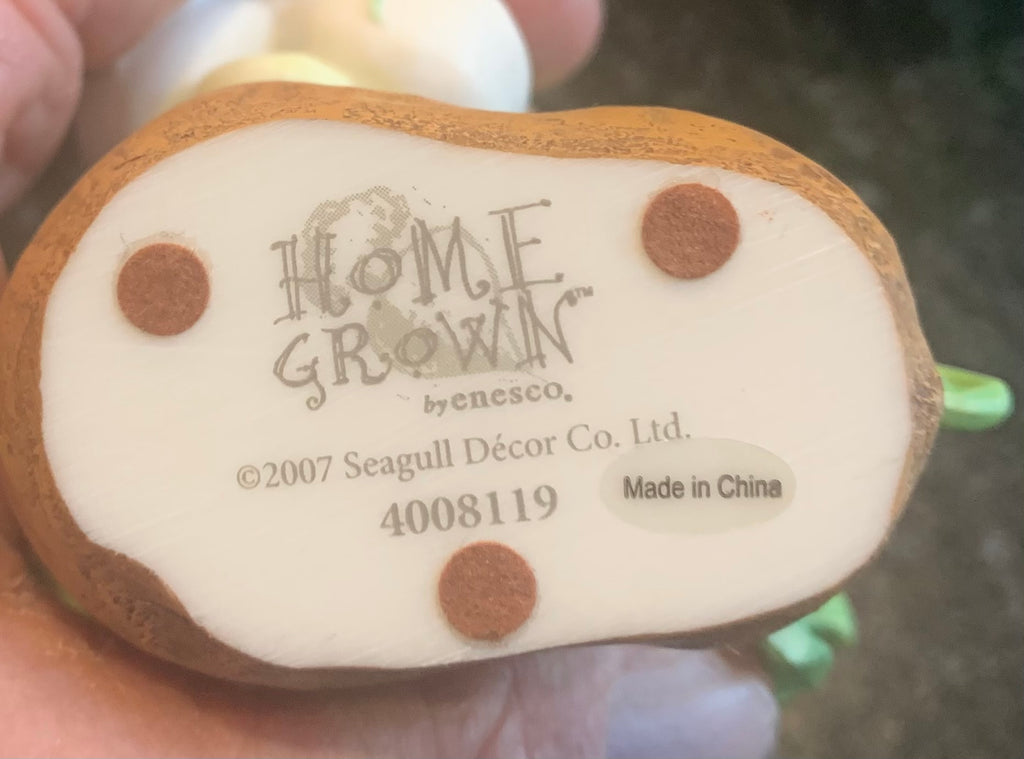 HOME
GROWN™
by enesco.
©2007 Seagull Décor Co. Ltd.
4008119
Made in China